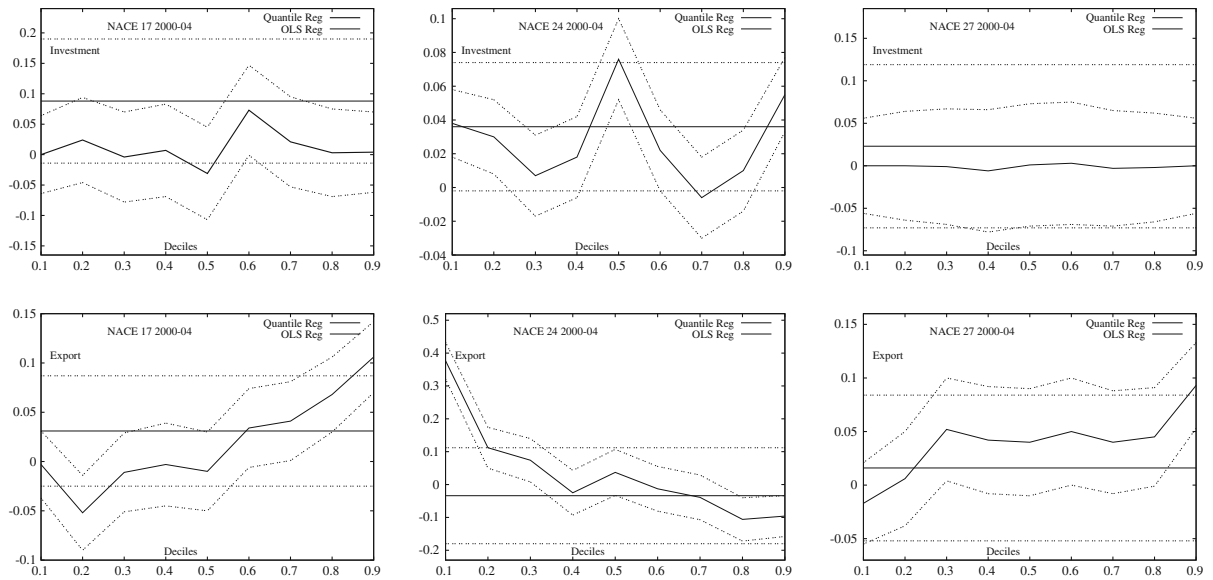 NACE 17 2000-04
Quantile Reg
OLS Reg
Investment
0.2
0.15
0.1
0.05
0
-0.05
-0.1
-0.15
Deciles
0.1 0.2 0.3 0.4 0.5 0.6 0.7 0.8 0.9
NACE 24 2000-04
Quantile Reg
OLS Reg
Investment
0.1
0.08
0.06
0.04
0.02
0
-0.02
-0.04
Deciles
0.1 0.2 0.3 0.4 0.5 0.6 0.7 0.8 0.9
NACE 27 2000-04
Quantile Reg
OLS Reg
Investment
0.15
0.1
0.05
0
-0.05
-0.1
Deciles
0.1 0.2 0.3 0.4 0.5 0.6 0.7 0.8 0.9
NACE 17 2000-04
Quantile Reg
OLS Reg
Export
0.15
0.1
0.05
0
-0.05
-0.1
Deciles
0.1 0.2 0.3 0.4 0.5 0.6 0.7 0.8 0.9
NACE 24 2000-04
Quantile Reg
OLS Reg
Export
0.5
0.4
0.3
0.2
0.1
0
-0.1
-0.2
Deciles
0.1 0.2 0.3 0.4 0.5 0.6 0.7 0.8 0.9
NACE 27 2000-04
Quantile Reg
OLS Reg
Export
0.15
0.1
0.05
0
-0.05
Deciles
0.1 0.2 0.3 0.4 0.5 0.6 0.7 0.8 0.9